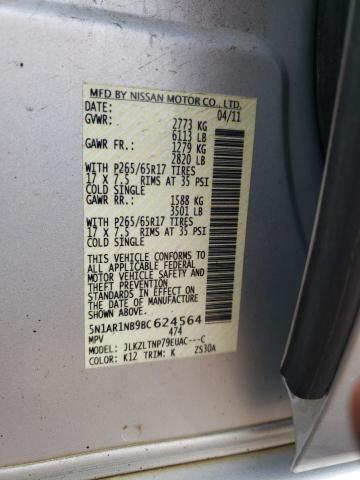 MFD BY NISSAN MOTOR CO., LTD.
DATE: 04/11
GVWR: 2773 KG
6113 LB
GAWR FR.: 1279 KG
2820 LB
WITH P265/65R17 TIRES
17 X 7.5 RIMS AT 35 PSI
COLD SINGLE
GAWR RR.: 1588 KG
3501 LB
WITH P265/65R17 TIRES
17 X 7.5 RIMS AT 35 PSI
COLD SINGLE
THIS VEHICLE CONFORMS TO ALL
APPLICABLE FEDERAL MOTOR
VEHICLE SAFETY, BUMPER AND
THEFT PREVENTION
STANDARDS IN EFFECT ON THE
DATE OF MANUFACTURE
SHOWN ABOVE.
5N1AR1NB9BC624564
MPV 474
MODEL: JLKZLTNP79EUAC---C
COLOR: K12 TRIM: K ZS30A